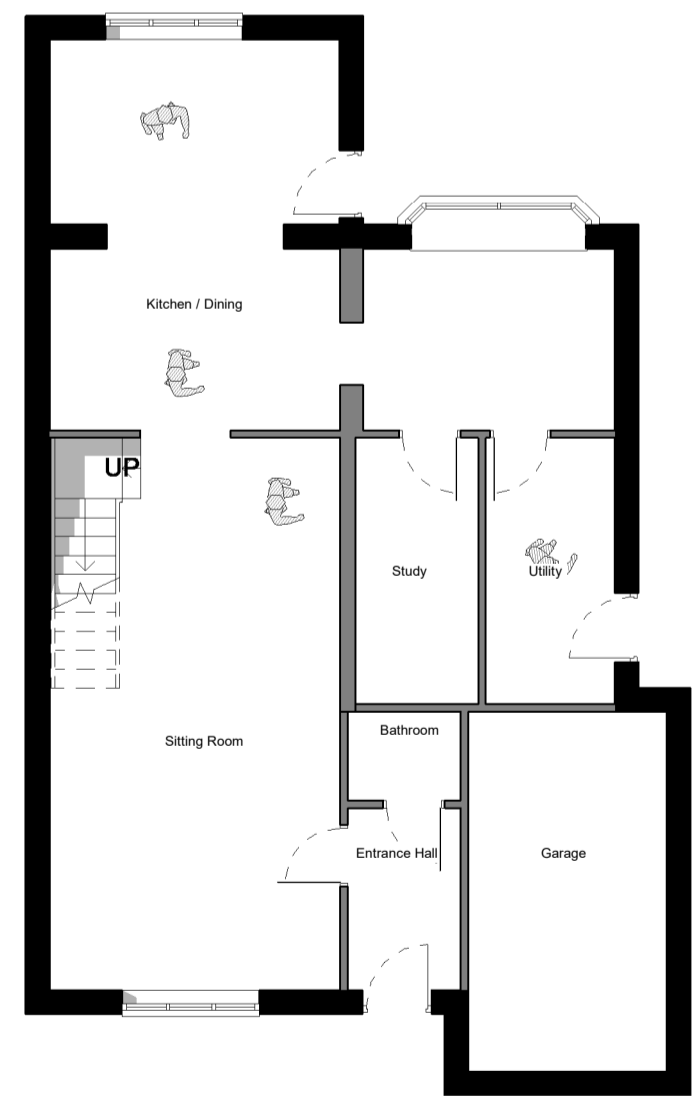 Kitchen / Dining
UP
Study
Utility
Bathroom
Sitting Room
Entrance Hall
Garage